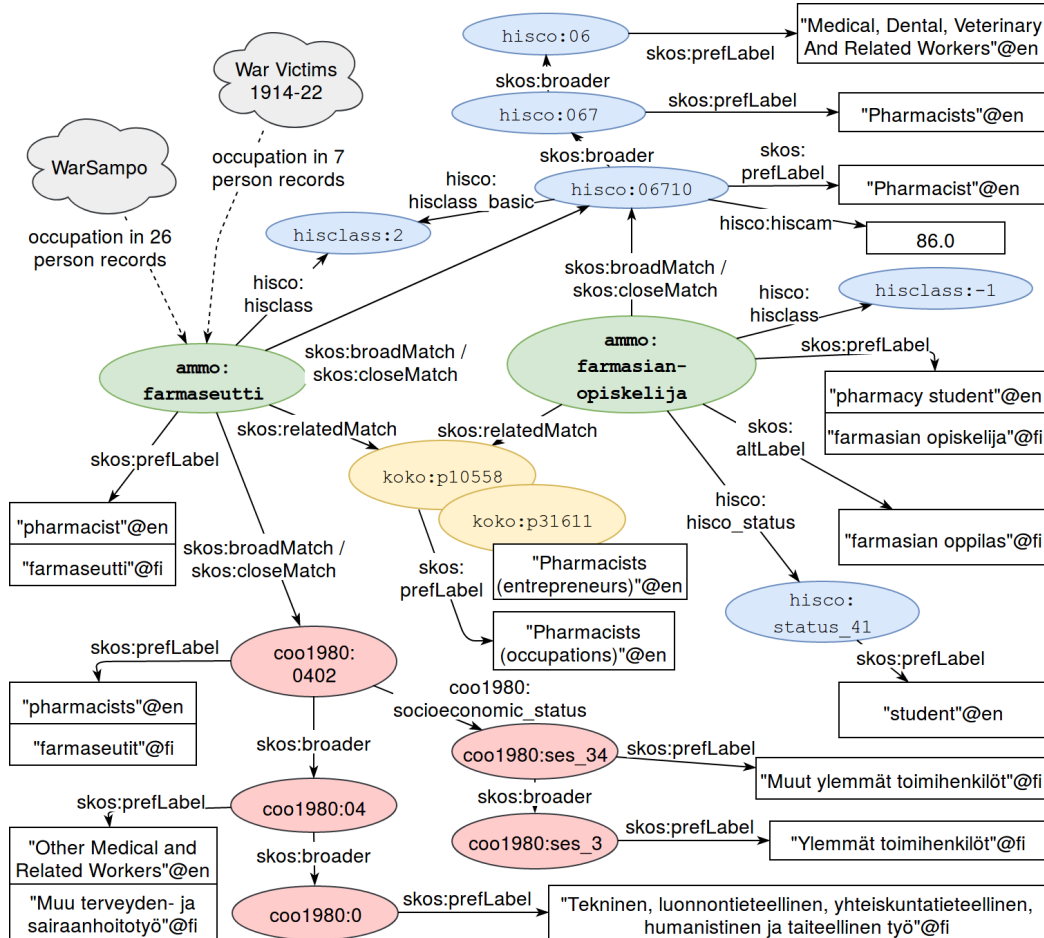 hisco:06
skos:prefLabel
"Medical, Dental, Veterinary
And Related Workers"@en
War Victims
1914-22
skos:broader
hisco:067
skos:prefLabel
"Pharmacists"@en
WarSampo
occupation in 7
person records
skos:broader
hisco:06710
skos:
prefLabel
"Pharmacist"@en
hisco:
hisclass_basic
hisclass:2
hisco:hiscam
86.0
occupation in 26
person records
hisco:
hisclass
skos:broadMatch /
skos:closeMatch
hisco:
hisclass
hisclass:-1
ammo:
farmaseutti
skos:broadMatch /
skos:closeMatch
ammo:
farmasian-
opiskelija
skos:prefLabel
"pharmacy student"@en
"farmasian opiskelija"@fi
skos:relatedMatch
skos:relatedMatch
skos:
altLabel
skos:prefLabel
koko:p10558
koko:p31611
hisco:
hisco_status
"pharmacist"@en
"farmaseutti"@fi
"farmasian oppilas"@fi
skos:broadMatch /
skos:closeMatch
skos:
prefLabel
"Pharmacists
(entrepreneurs)"@en
hisco:
status_41
"Pharmacists
(occupations)"@en
skos:prefLabel
coo1980:
0402
skos:prefLabel
"pharmacists"@en
"farmaseutit"@fi
coo1980:
socioeconomic_status
"student"@en
skos:broader
coo1980:ses_34
skos:prefLabel
"Muut ylemmät toimihenkilöt"@fi
skos:prefLabel
coo1980:04
skos:broader
"Other Medical and
Related Workers"@en
"Muu terveyden- ja
sairaanhoitotyö"@fi
coo1980:ses_3
skos:prefLabel
"Ylemmät toimihenkilöt"@fi
skos:broader
coo1980:0
skos:prefLabel
"Tekninen, luonnontieteellinen, yhteiskuntatieteellinen,
humanistinen ja taiteellinen työ"@fi